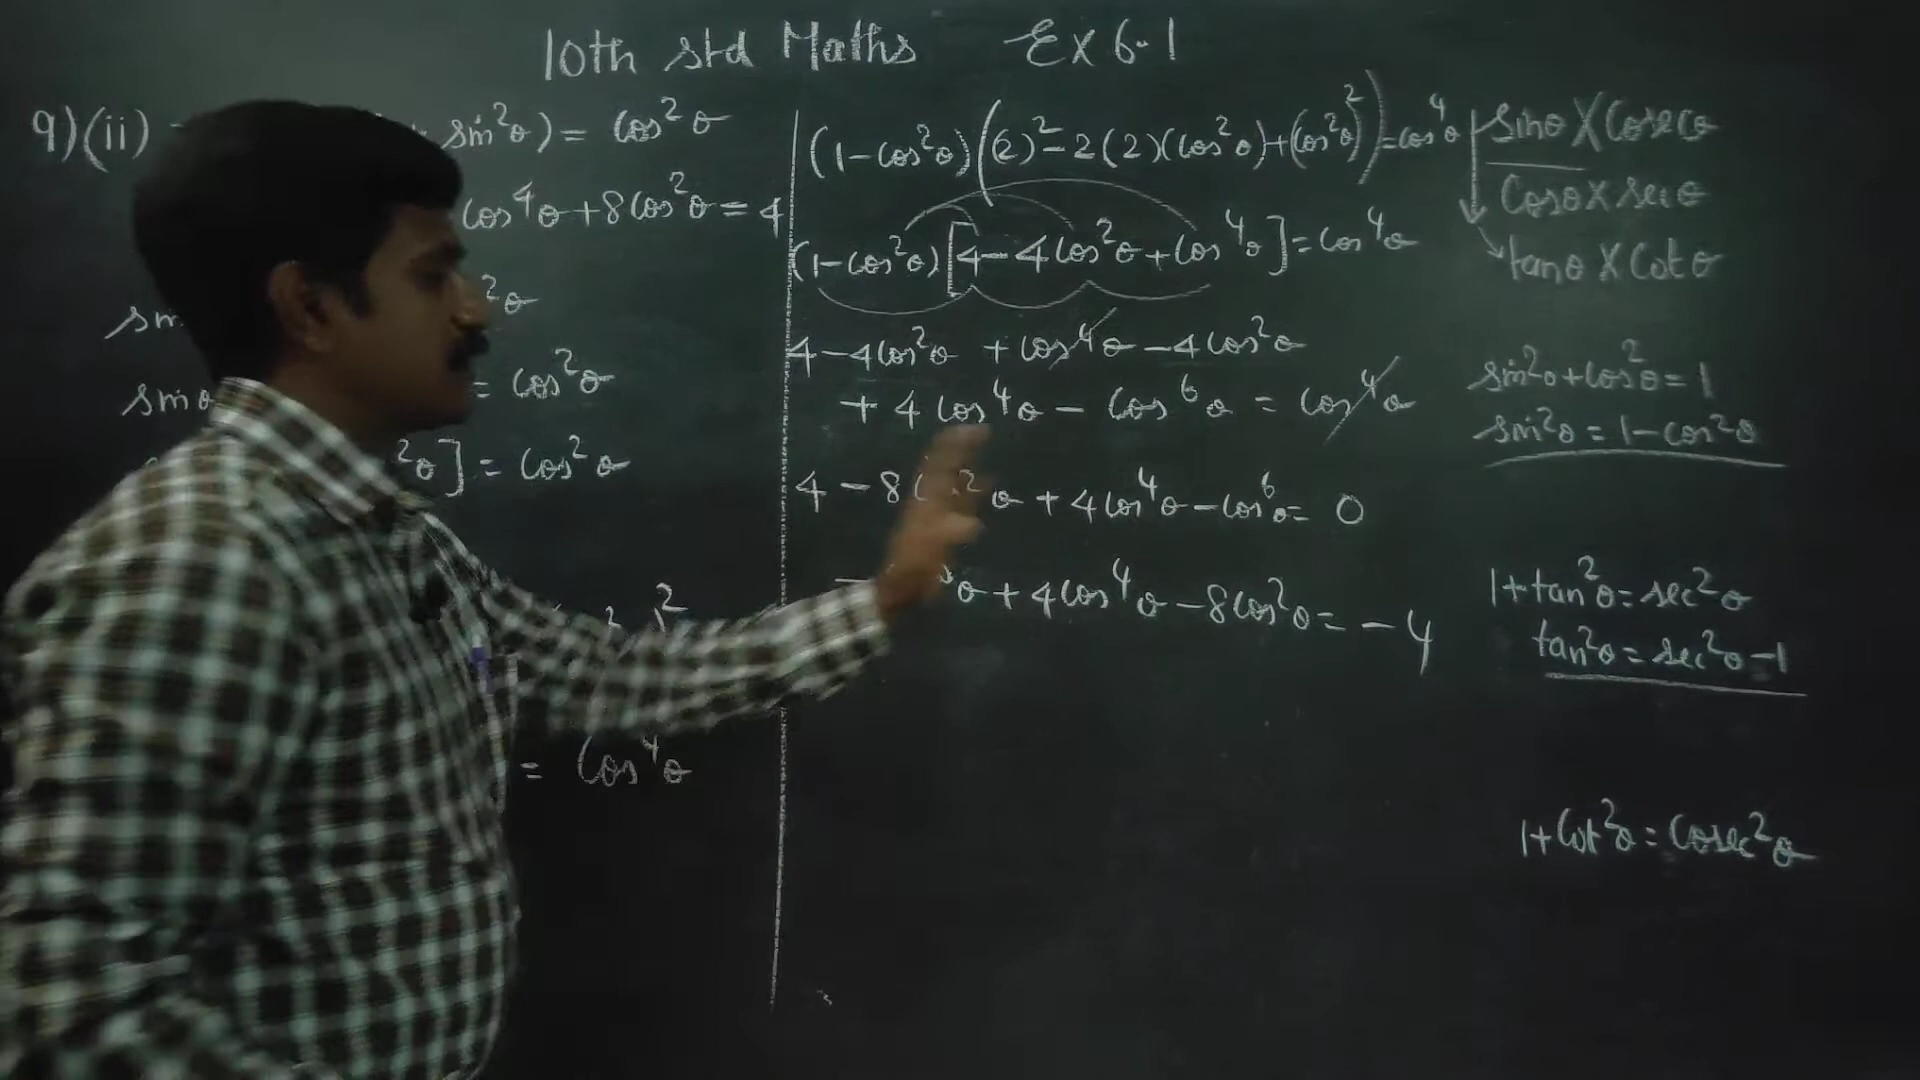 10th std Maths Ex 6.1
9)(ii) sin²θ) = cos²θ
cos⁴θ+8cos²θ = 4
²θ
= cos²θ
²θ] = cos²θ
= cos⁴θ
(1-cos²θ)((2)²-2(2)(cos²θ)+(cos²θ)²)=cos⁴θ
(1-cos²θ)[4-4cos²θ+cos⁴θ]=cos⁴θ
4-4cos²θ +cos⁴θ-4cos²θ
+4cos⁴θ-cos⁶θ = cos⁴θ
4-8 ²θ+4cos⁴θ-cos⁶θ= 0
θ+4cos⁴θ-8cos²θ= -4
sinθ X Cosecθ
Cosθ x secθ
tanθ X Cotθ
sin²θ+cos²θ=1
sin²θ=1-cos²θ
1+tan²θ=sec²θ
tan²θ=sec²θ-1
1+Cot²θ=Cosec²θ